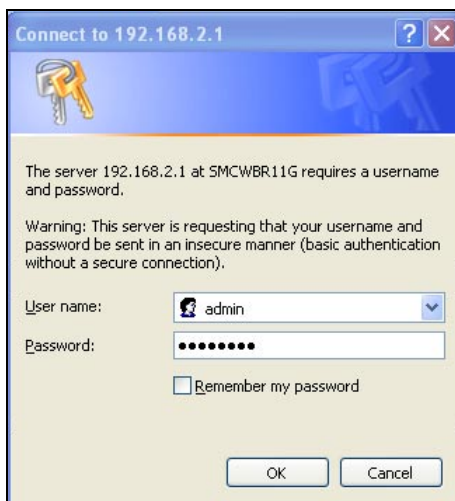 Connect to 192.168.2.1
The server 192.168.2.1 at SMCWBR11G requires a username
and password.
Warning: This server is requesting that your username and
password be sent in an insecure manner (basic authentication
without a secure connection).
User name:
admin
Password:
••••••••
Remember my password
OK
Cancel